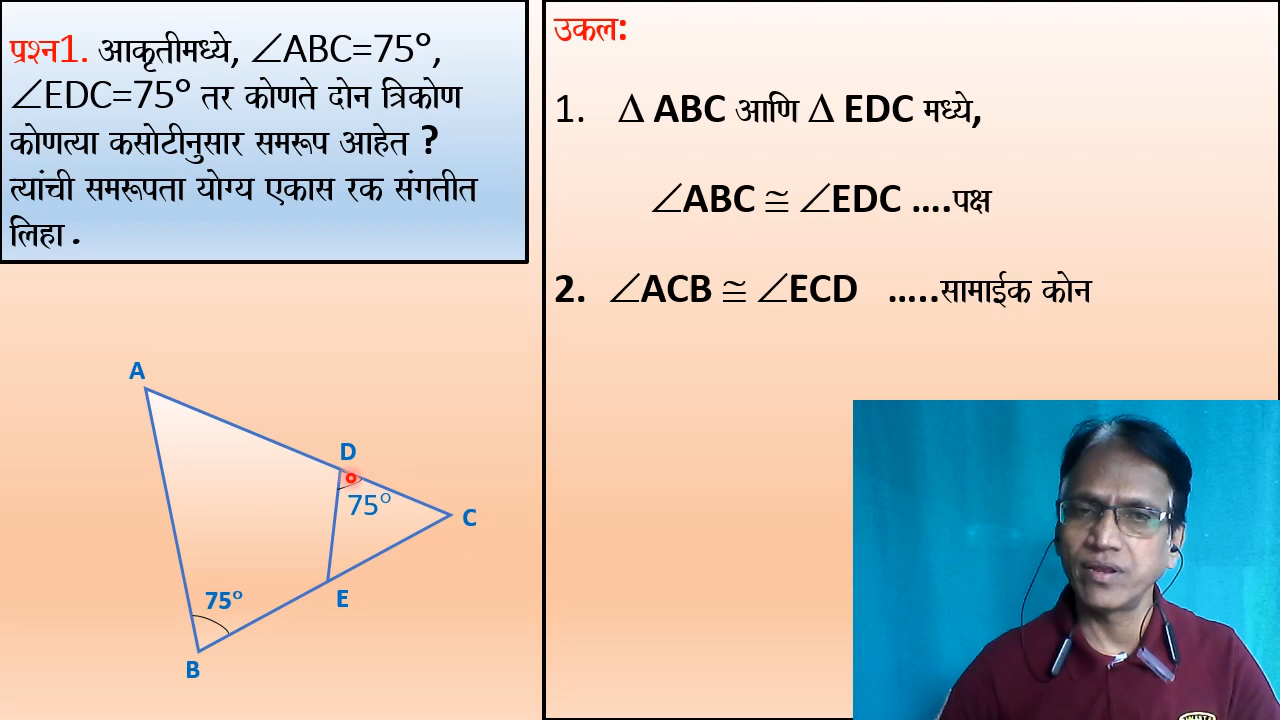 प्रश्न1. आकृतीमध्ये, ∠ABC=75°,
∠EDC=75° तर कोणते दोन त्रिकोण
कोणत्या कसोटीनुसार समरूप आहेत ?
त्यांची समरूपता योग्य एकास रक संगतीत
लिहा .
उकल:
1. Δ ABC आणि Δ EDC मध्ये,
∠ABC ≅ ∠EDC ….पक्ष
2. ∠ACB ≅ ∠ECD …..सामाईक कोन
A
D
75°
C
75°
E
B